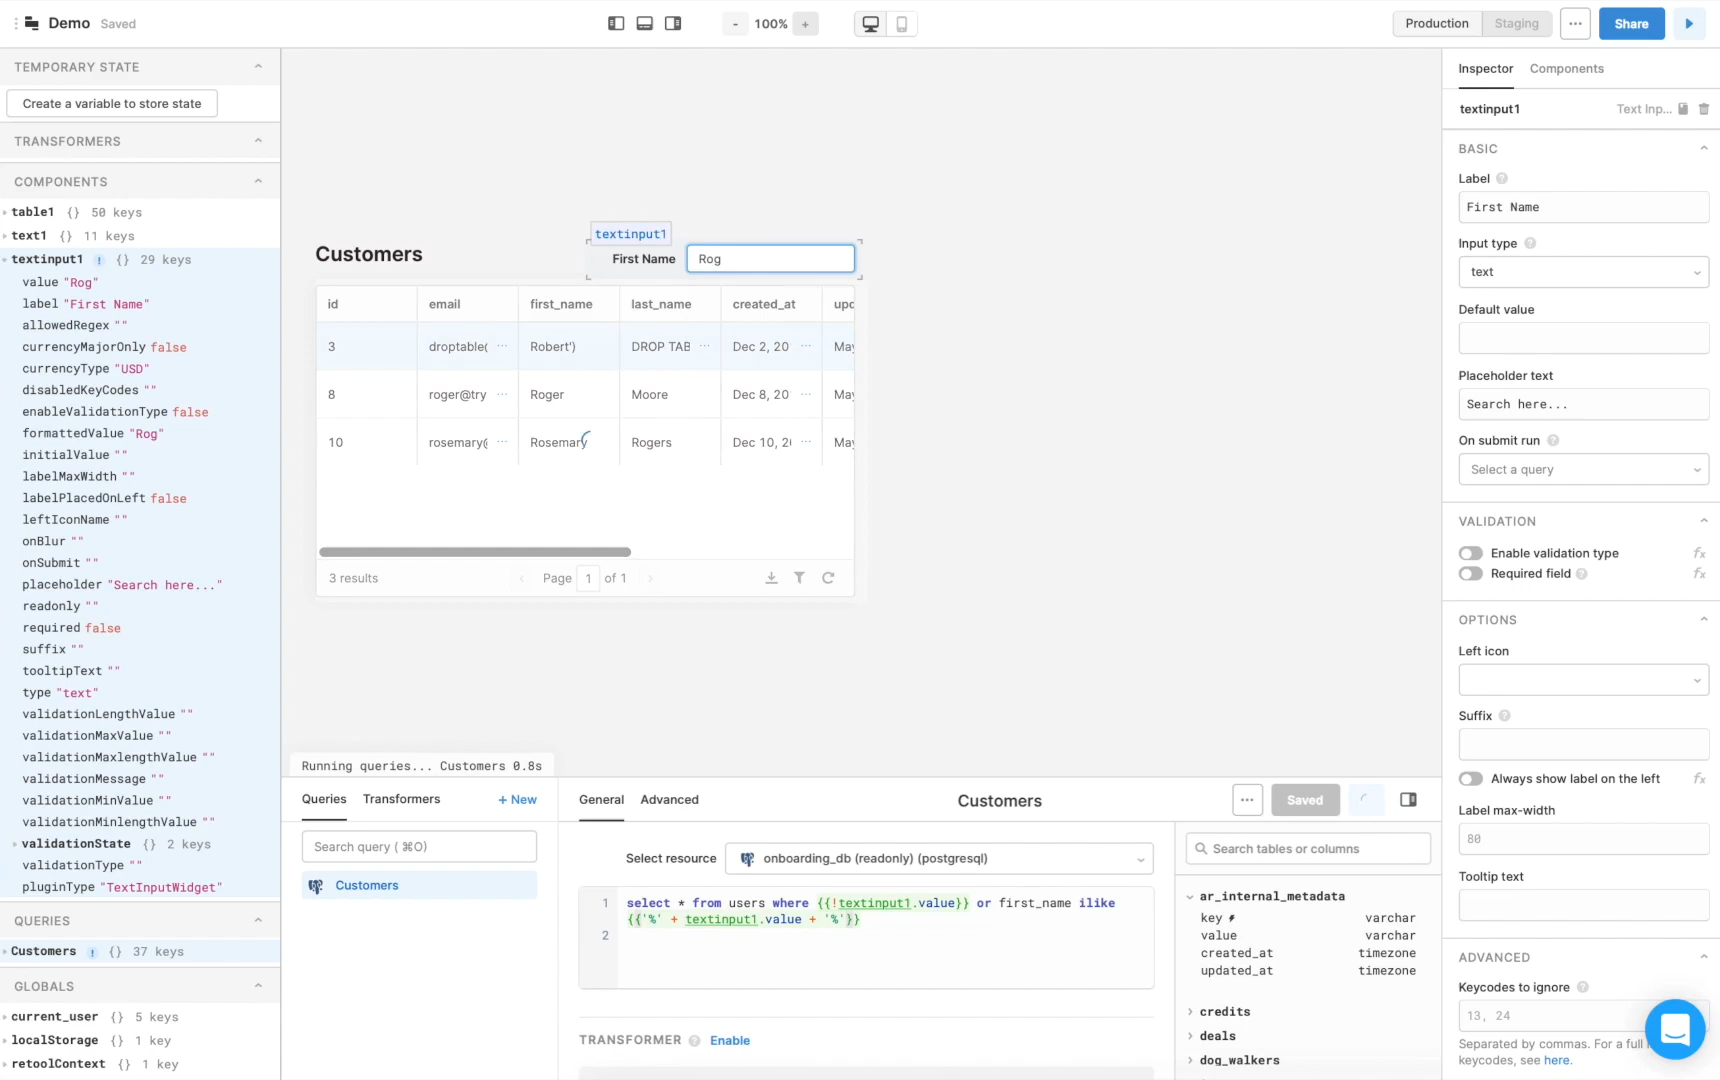 Demo Saved
- 100% +
Production Staging ... Share
TEMPORARY STATE
Create a variable to store state
TRANSFORMERS
COMPONENTS
table1 {} 50 keys
text1 {} 11 keys
textinput1 ! {} 29 keys
value "Rog"
label "First Name"
allowedRegex ""
currencyMajorOnly false
currencyType "USD"
disabledKeyCodes ""
enableValidationType false
formattedValue "Rog"
initialValue ""
labelMaxWidth ""
labelPlacedOnLeft false
leftIconName ""
onBlur ""
onSubmit ""
placeholder "Search here..."
readonly ""
required false
suffix ""
tooltipText ""
type "text"
validationLengthValue ""
validationMaxValue ""
validationMaxlengthValue ""
validationMessage ""
validationMinValue ""
validationMinlengthValue ""
validationState {} 2 keys
validationType ""
pluginType "TextInputWidget"
QUERIES
Customers ! {} 37 keys
GLOBALS
current_user {} 5 keys
localStorage {} 1 key
retoolContext {} 1 key
textinput1
Customers
First Name Rog
id email first_name last_name created_at upd
3 droptable( ... Robert') DROP TAB ... Dec 2, 20 ... May
8 roger@try ... Roger Moore Dec 8, 20 ... May
10 rosemary@ ... Rosemary Rogers Dec 10, 2 ... May
3 results Page 1 of 1
Running queries... Customers 0.8s
Queries Transformers + New
Search query ( ⌘O)
Customers
General Advanced Customers ... Saved
Select resource onboarding_db (readonly) (postgresql)
1 select * from users where {{!textinput1.value}} or first_name ilike
{{'%' + textinput1.value + '%'}}
2
TRANSFORMER ? Enable
Search tables or columns
ar_internal_metadata
key varchar
value varchar
created_at timezone
updated_at timezone
credits
deals
dog_walkers
Inspector Components
textinput1 Text Inp...
BASIC
Label ?
First Name
Input type ?
text
Default value
Placeholder text
Search here...
On submit run ?
Select a query
VALIDATION
Enable validation type fx
Required field ? fx
OPTIONS
Left icon
Suffix ?
Always show label on the left fx
Label max-width
80
Tooltip text
ADVANCED
Keycodes to ignore ?
13, 24
Separated by commas. For a full
keycodes, see here.